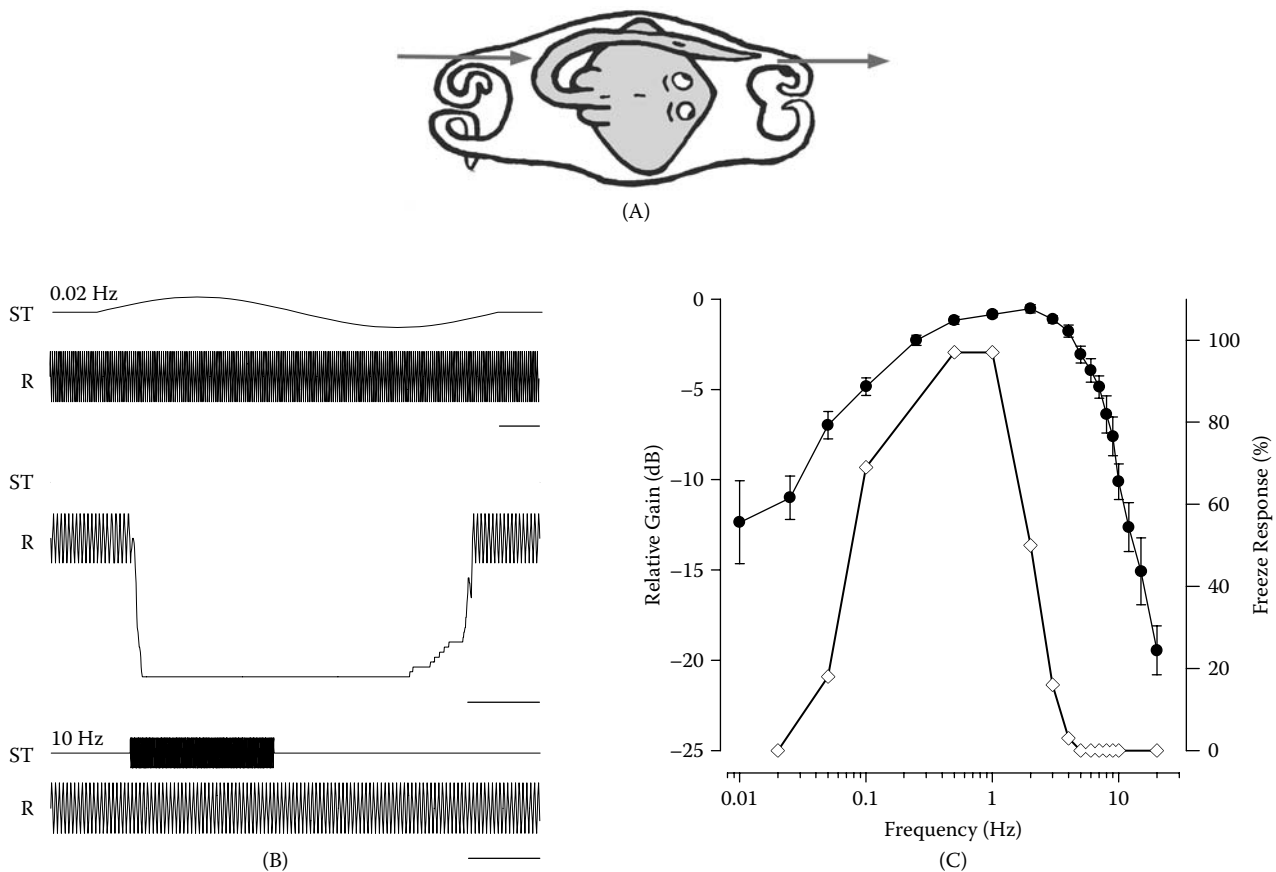 (A)
0.02 Hz
ST
R
ST
R
10 Hz
ST
R
(B)
0
−5
−10
−15
−20
−25
Relative Gain (dB)
100
80
60
40
20
0
Freeze Response (%)
0.01
0.1
1
10
Frequency (Hz)
(C)